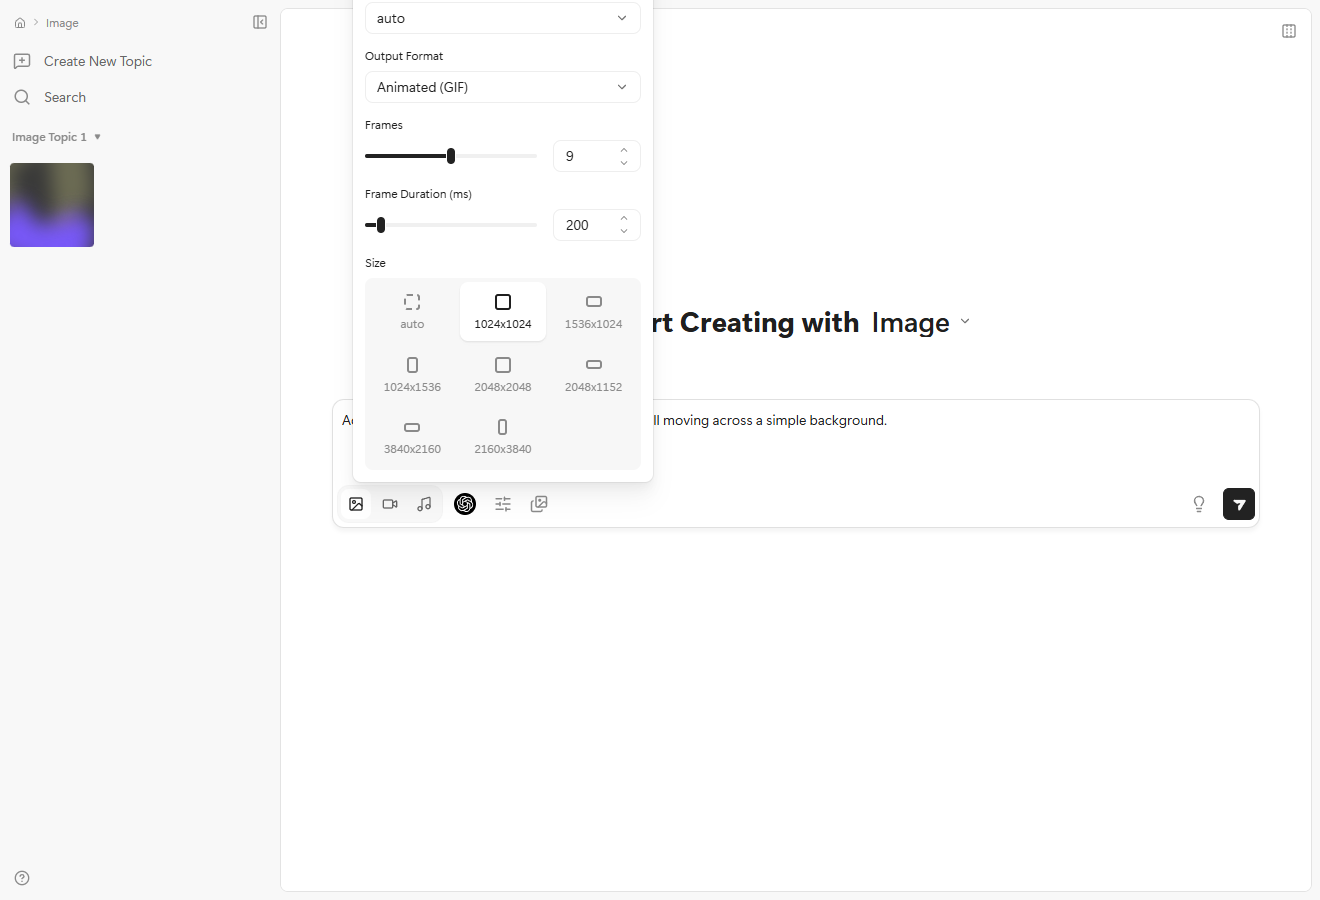 Image
Create New Topic
Search
Image Topic 1
auto
Output Format
Animated (GIF)
Frames
9
Frame Duration (ms)
200
Size
auto
1024x1024
1536x1024
1024x1536
2048x2048
2048x1152
3840x2160
2160x3840
rt Creating with Image
moving across a simple background.